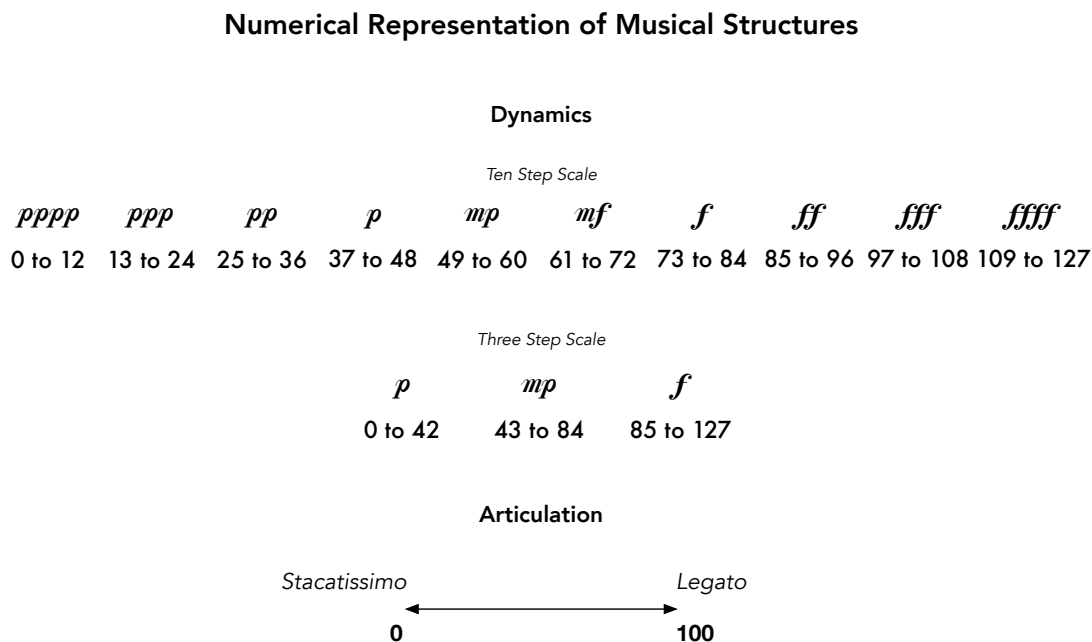 Numerical Representation of Musical Structures
Dynamics
Ten Step Scale
pppp ppp pp p mp mf f ff fff ffff
0 to 12 13 to 24 25 to 36 37 to 48 49 to 60 61 to 72 73 to 84 85 to 96 97 to 108 109 to 127
Three Step Scale
p mp f
0 to 42 43 to 84 85 to 127
Articulation
Stacatissimo Legato
0 100